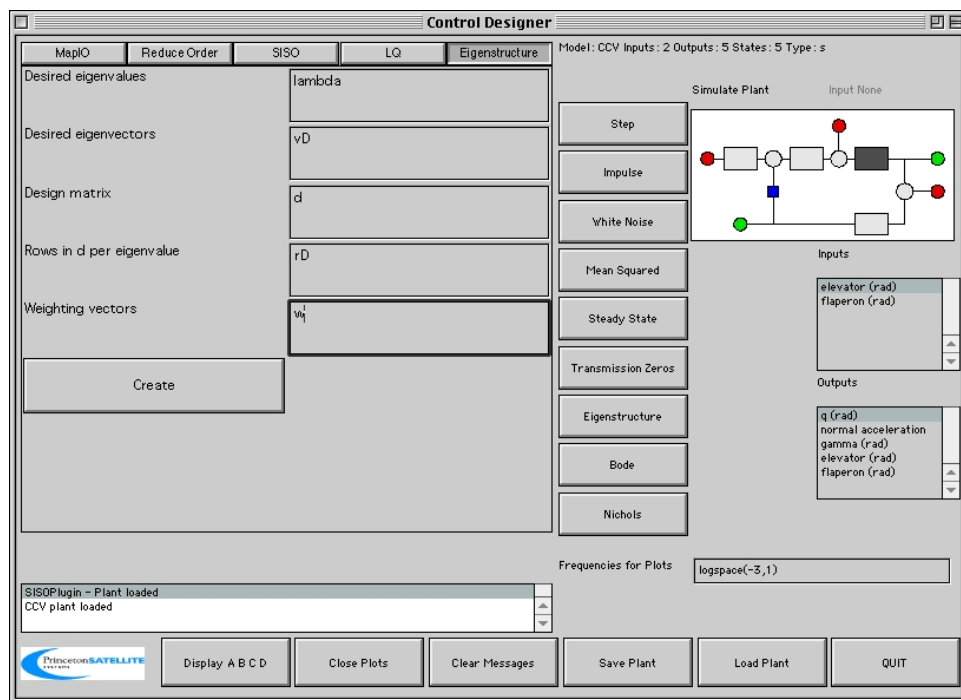 Control Designer
MapIO
Reduce Order
SISO
LQ
Eigenstructure
Model: CCV Inputs: 2 Outputs: 5 States: 5 Type: s
Desired eigenvalues
lambda
Desired eigenvectors
vD
Design matrix
d
Rows in d per eigenvalue
rD
Weighting vectors
w
Create
Simulate Plant
Input None
Step
Impulse
White Noise
Mean Squared
Steady State
Transmission Zeros
Eigenstructure
Bode
Nichols
Inputs
elevator (rad)
flaperon (rad)
Outputs
q (rad)
normal acceleration
gamma (rad)
elevator (rad)
flaperon (rad)
Frequencies for Plots
logspace(-3,1)
SISOPlugin - Plant loaded
CCV plant loaded
PrincetonSATELLITE
SYSTEMS
Display A B C D
Close Plots
Clear Messages
Save Plant
Load Plant
QUIT